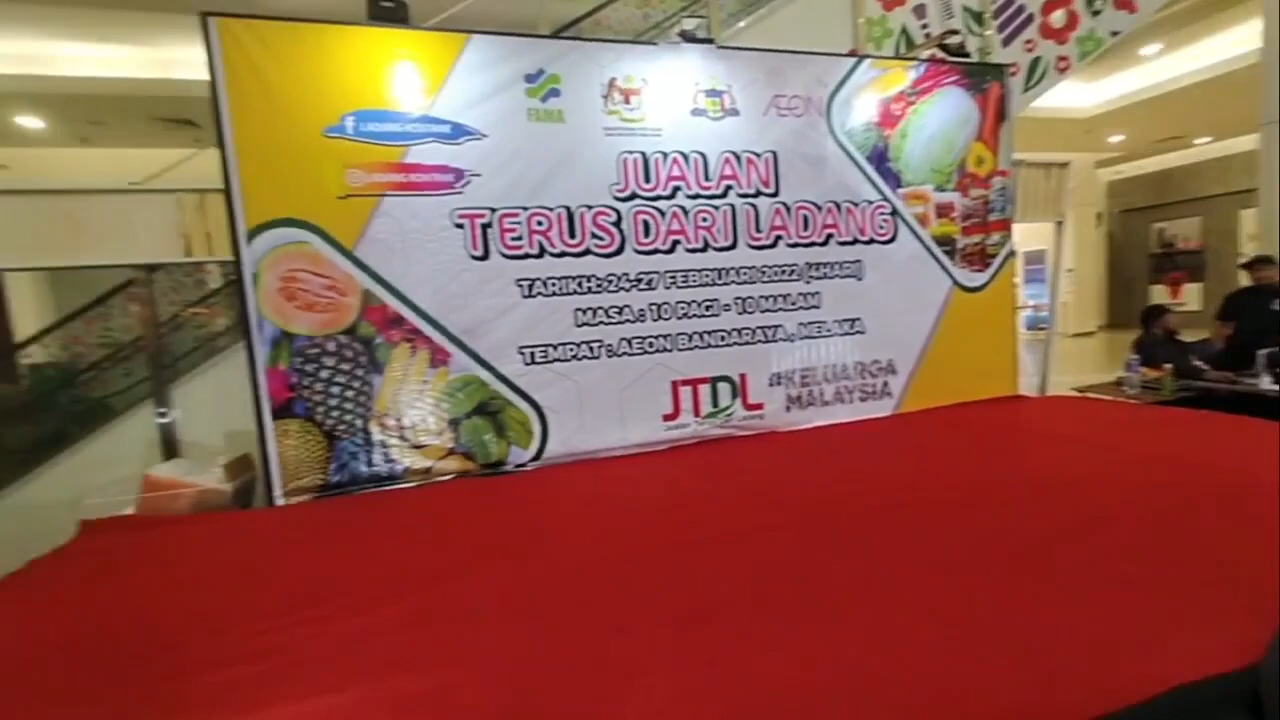 FAMA
AEON
JUALAN
TERUS DARI LADANG
TARIKH: 24-27 FEBRUARI 2022 (4HARI)
MASA : 10 PAGI - 10 MALAM
TEMPAT : AEON BANDARAYA , MELAKA
JTDL
#KELUARGA
MALAYSIA